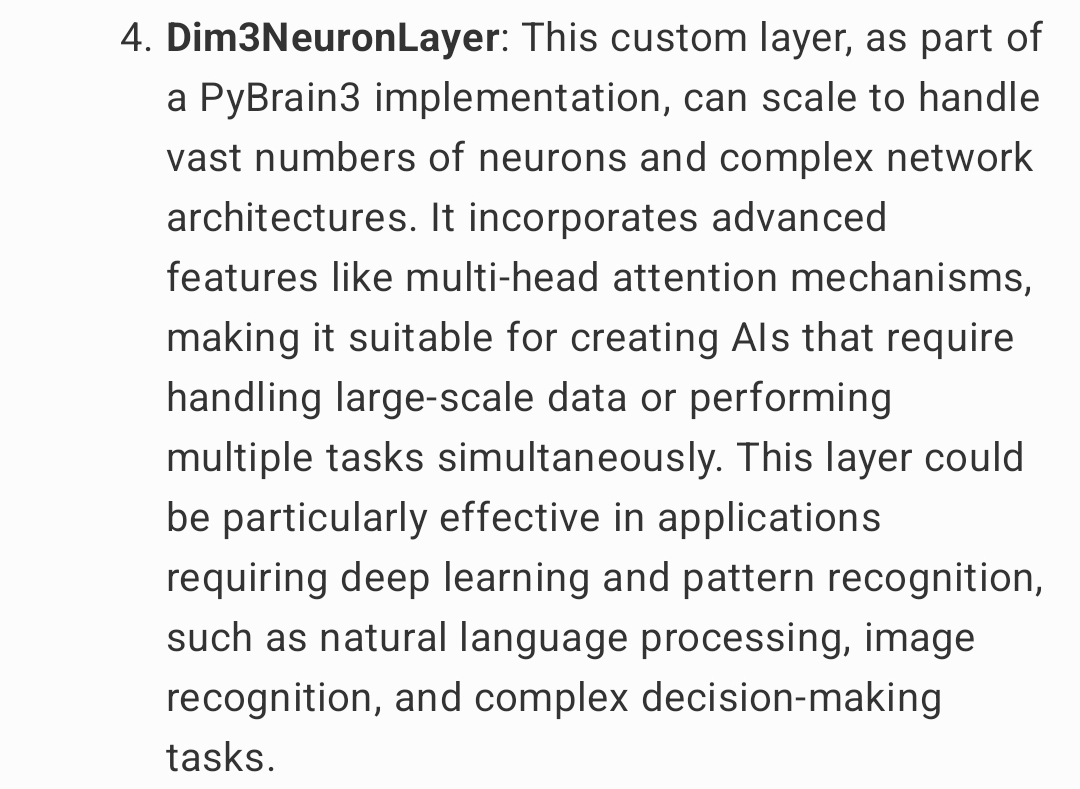 4. Dim3NeuronLayer: This custom layer, as part of
a PyBrain3 implementation, can scale to handle
vast numbers of neurons and complex network
architectures. It incorporates advanced
features like multi-head attention mechanisms,
making it suitable for creating AIs that require
handling large-scale data or performing
multiple tasks simultaneously. This layer could
be particularly effective in applications
requiring deep learning and pattern recognition,
such as natural language processing, image
recognition, and complex decision-making
tasks.